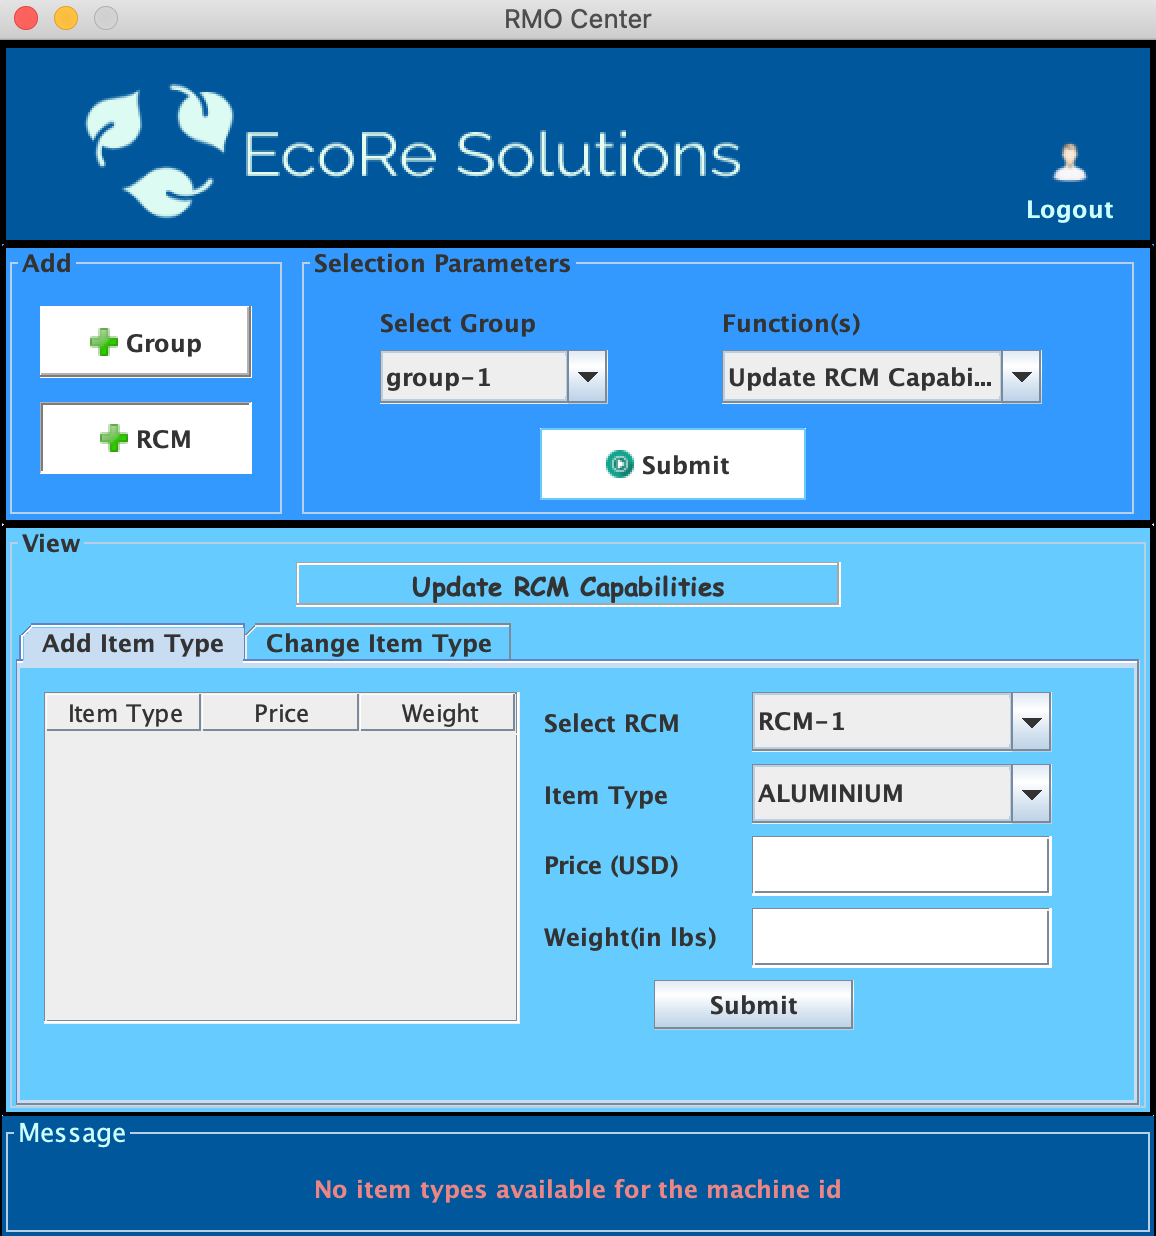 RMO Center
EcoRe Solutions
Logout
Add
Group
RCM
Selection Parameters
Select Group
Function(s)
group-1
Update RCM Capabi...
Submit
View
Update RCM Capabilities
Add Item Type
Change Item Type
Item Type
Price
Weight
Select RCM
RCM-1
Item Type
ALUMINIUM
Price (USD)
Weight(in lbs)
Submit
Message
No item types available for the machine id